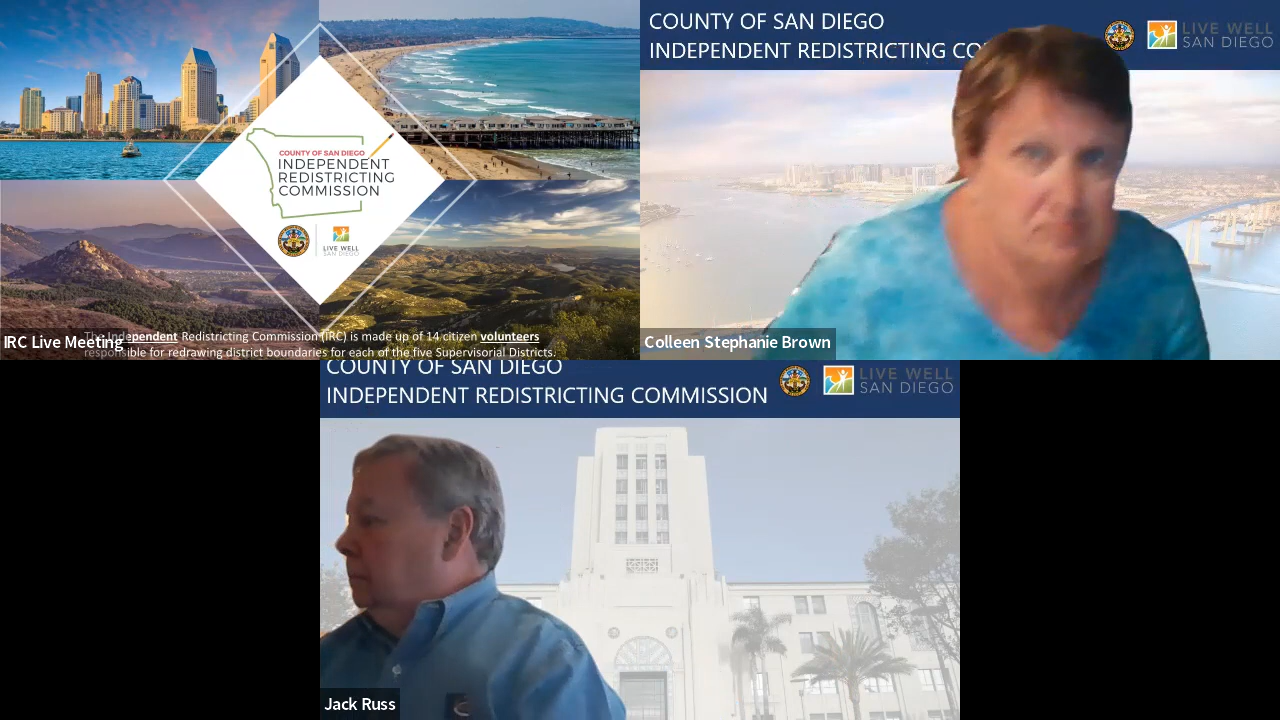 COUNTY OF SAN DIEGO
INDEPENDENT
REDISTRICTING
COMMISSION
LIVE WELL
SAN DIEGO
The Independent Redistricting Commission (IRC) is made up of 14 citizen volunteers
responsible for redrawing district boundaries for each of the five Supervisorial Districts.
IRC Live Meeting
COUNTY OF SAN DIEGO
INDEPENDENT REDISTRICTING CO
LIVE WELL
SAN DIEGO
Colleen Stephanie Brown
COUNTY OF SAN DIEGO
INDEPENDENT REDISTRICTING COMMISSION
LIVE WELL
SAN DIEGO
Jack Russ